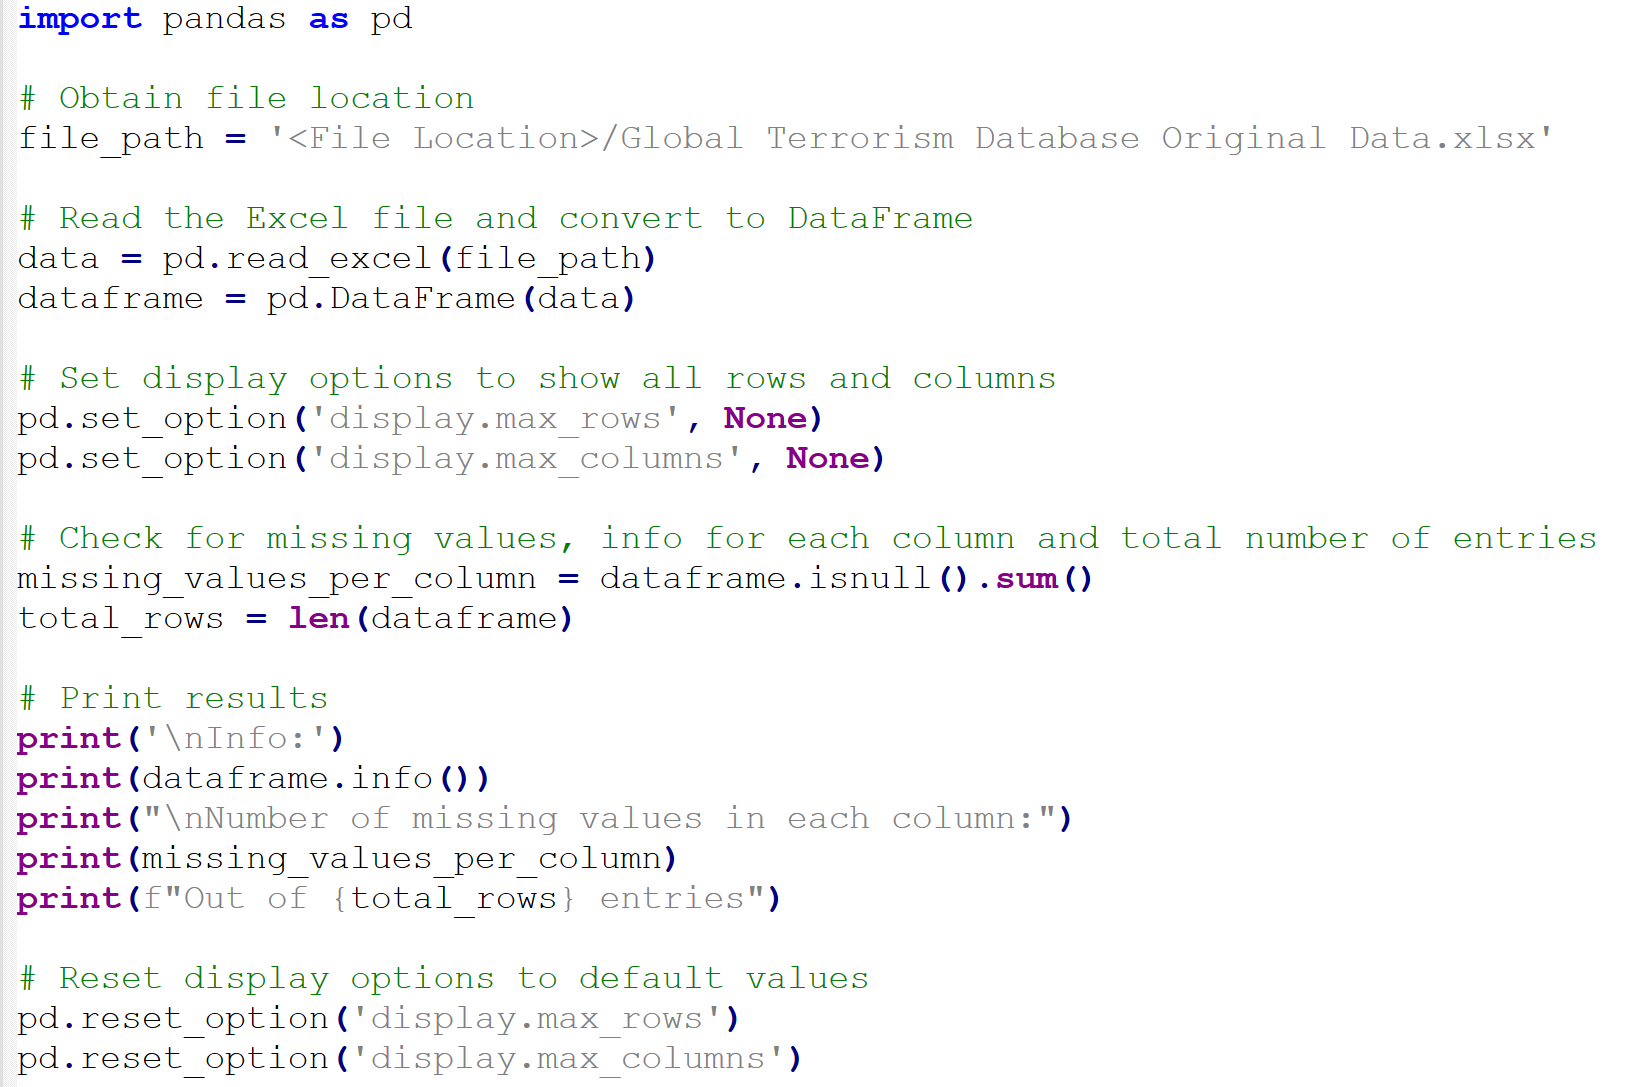 import pandas as pd
# Obtain file location
file_path = '<File Location>/Global Terrorism Database Original Data.xlsx'
# Read the Excel file and convert to DataFrame
data = pd.read_excel(file_path)
dataframe = pd.DataFrame(data)
# Set display options to show all rows and columns
pd.set_option('display.max_rows', None)
pd.set_option('display.max_columns', None)
# Check for missing values, info for each column and total number of entries
missing_values_per_column = dataframe.isnull().sum()
total_rows = len(dataframe)
# Print results
print('\nInfo:')
print(dataframe.info())
print("\nNumber of missing values in each column:")
print(missing_values_per_column)
print(f"Out of {total_rows} entries")
# Reset display options to default values
pd.reset_option('display.max_rows')
pd.reset_option('display.max_columns')